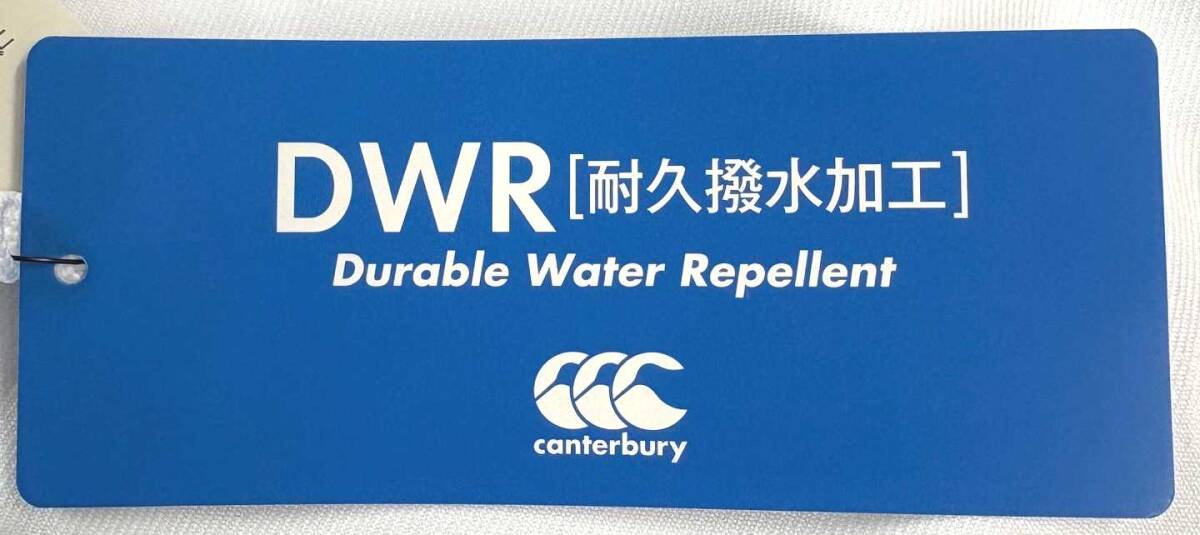 DWR [耐久撥水加工]
Durable Water Repellent
canterbury